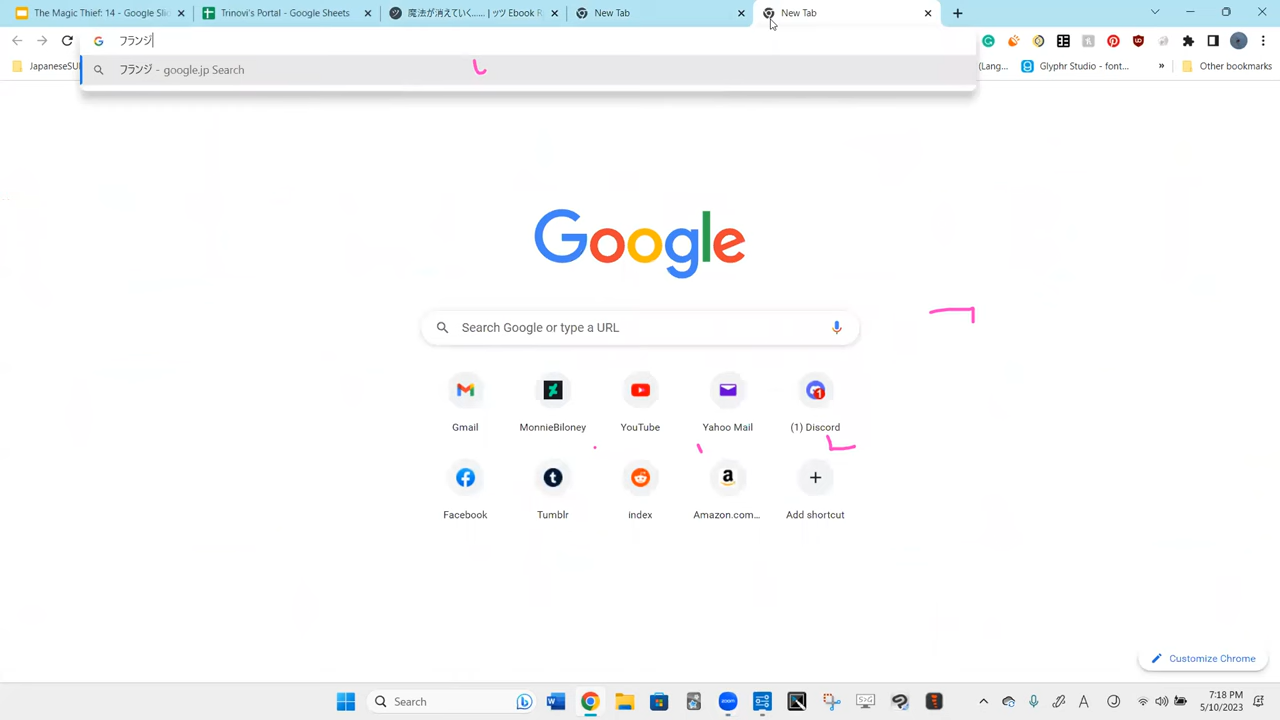 The Magic Thief: 14 - Google Slid
Trinovi's Portal - Google Sheets
魔法が消えていく... | ッツ Ebook R
New Tab
New Tab
フランジ
フランジ - google.jp Search
JapaneseSU
(Lang...
Glyphr Studio - font...
»
Other bookmarks
Google
Search Google or type a URL
Gmail
MonnieBiloney
YouTube
Yahoo Mail
(1) Discord
Facebook
Tumblr
index
Amazon.com...
Add shortcut
Customize Chrome
Search
7:18 PM
5/10/2023